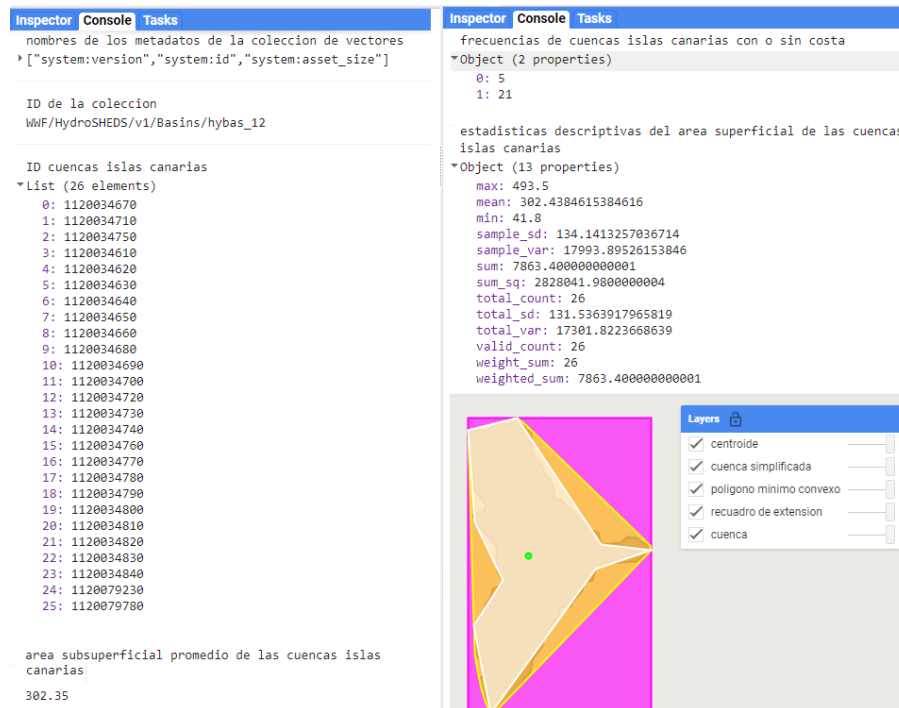 Inspector Console Tasks
nombres de los metadatos de la coleccion de vectores
["system:version","system:id","system:asset_size"]
ID de la coleccion
WWF/HydroSHEDS/v1/Basins/hybas_12
ID cuencas islas canarias
List (26 elements)
0: 1120034670
1: 1120034710
2: 1120034750
3: 1120034610
4: 1120034620
5: 1120034630
6: 1120034640
7: 1120034650
8: 1120034660
9: 1120034680
10: 1120034690
11: 1120034700
12: 1120034720
13: 1120034730
14: 1120034740
15: 1120034760
16: 1120034770
17: 1120034780
18: 1120034790
19: 1120034800
20: 1120034810
21: 1120034820
22: 1120034830
23: 1120034840
24: 1120079230
25: 1120079780
area subsuperficial promedio de las cuencas islas
canarias
302.35
Inspector Console Tasks
frecuencias de cuencas islas canarias con o sin costa
Object (2 properties)
0: 5
1: 21
estadisticas descriptivas del area superficial de las cuencas
islas canarias
Object (13 properties)
max: 493.5
mean: 302.4384615384616
min: 41.8
sample_sd: 134.1413257036714
sample_var: 17993.89526153846
sum: 7863.400000000001
sum_sq: 2828041.9800000004
total_count: 26
total_sd: 131.5363917965819
total_var: 17301.8223668639
valid_count: 26
weight_sum: 26
weighted_sum: 7863.400000000001
Layers
centroide
cuenca simplificada
poligono minimo convexo
recuadro de extension
cuenca